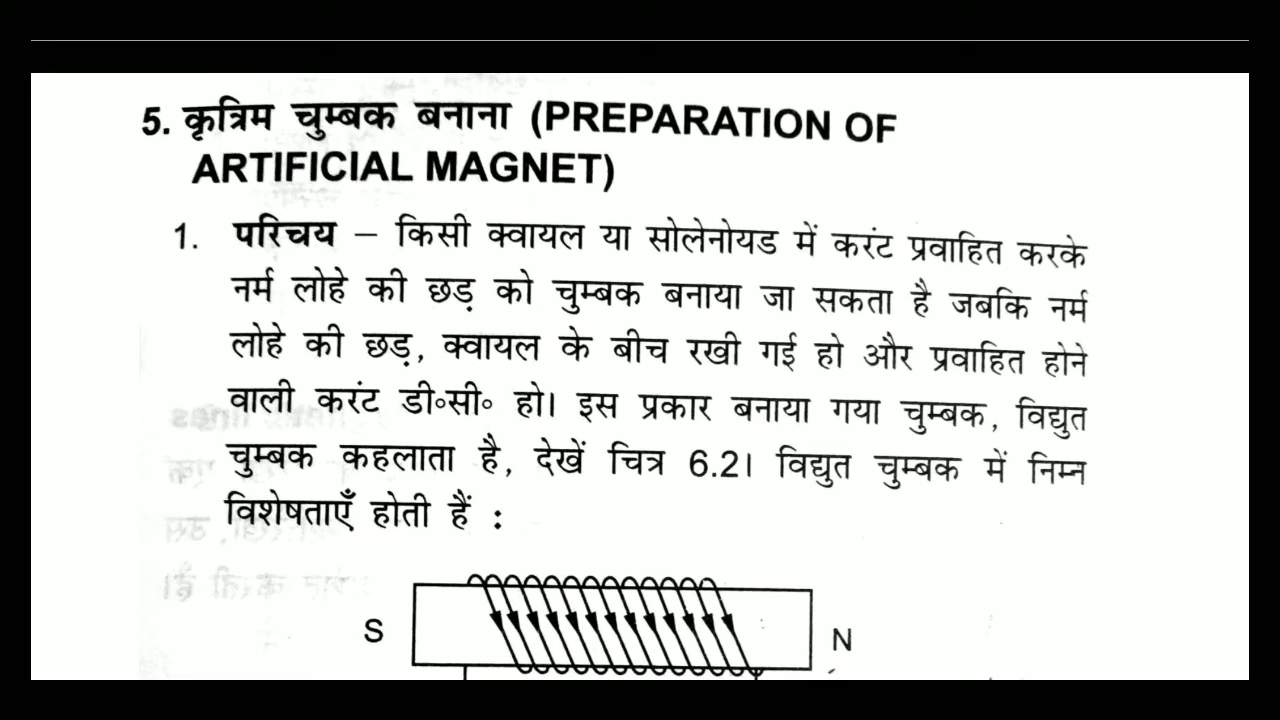 5. कृत्रिम चुम्बक बनाना (PREPARATION OF
ARTIFICIAL MAGNET)
1. परिचय – किसी क्वायल या सोलेनोयड में करंट प्रवाहित करके
नर्म लोहे की छड़ को चुम्बक बनाया जा सकता है जबकि नर्म
लोहे की छड़, क्वायल के बीच रखी गई हो और प्रवाहित होने
वाली करंट डी॰सी॰ हो। इस प्रकार बनाया गया चुम्बक, विद्युत
चुम्बक कहलाता है, देखें चित्र 6.2। विद्युत चुम्बक में निम्न
विशेषताएँ होती हैं :
S N